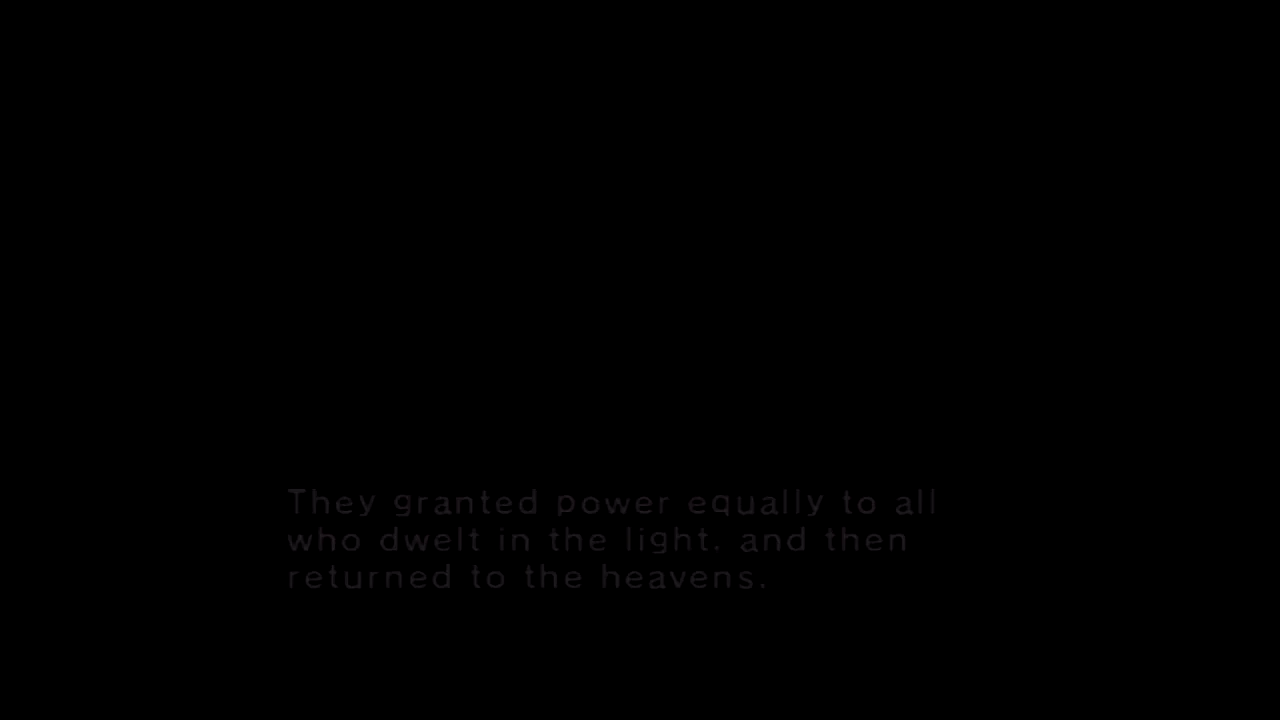 They granted power equally to all
who dwelt in the light, and then
returned to the heavens.